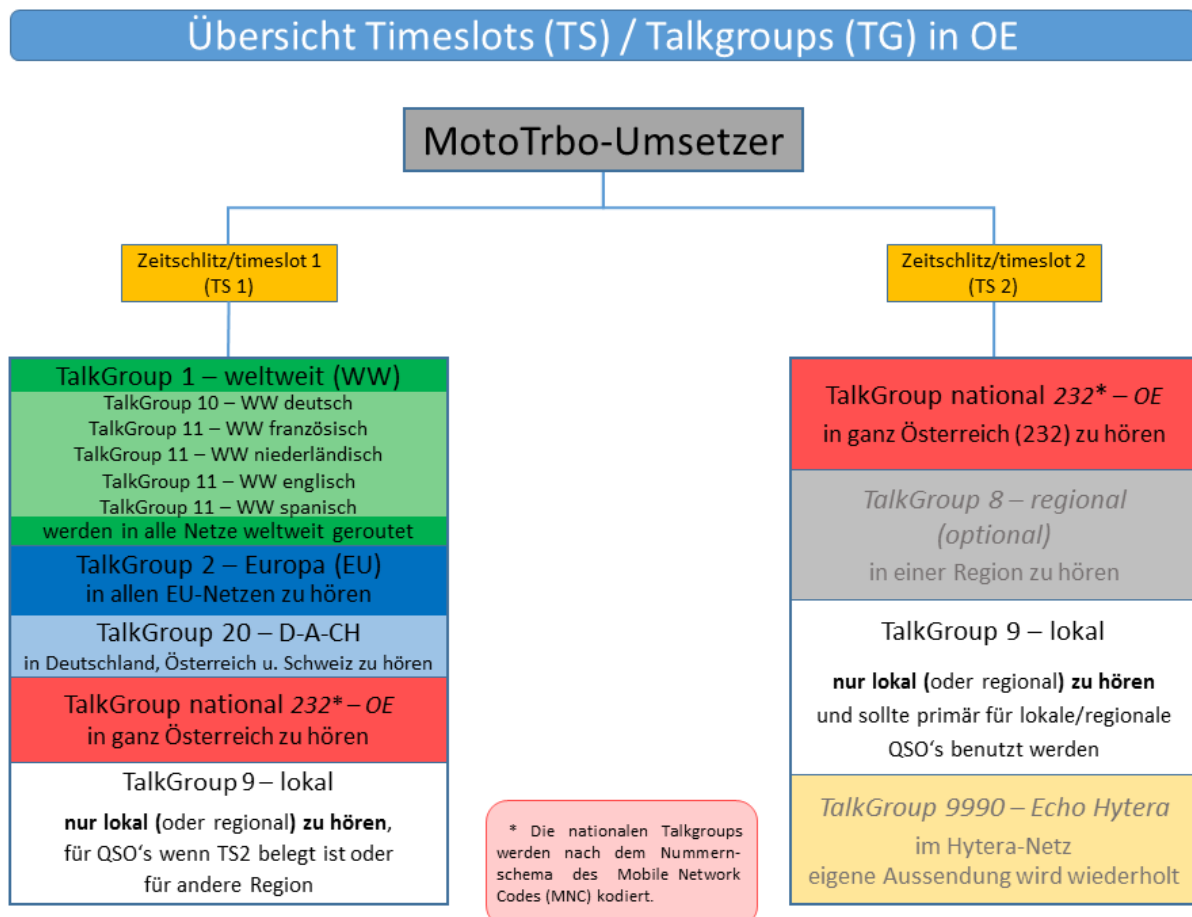 Übersicht Timeslots (TS) / Talkgroups (TG) in OE
MotoTrbo-Umsetzer
Zeitschlitz/timeslot 1
(TS 1)
Zeitschlitz/timeslot 2
(TS 2)
TalkGroup 1 – weltweit (WW)
TalkGroup 10 – WW deutsch
TalkGroup 11 – WW französisch
TalkGroup 11 – WW niederländisch
TalkGroup 11 – WW englisch
TalkGroup 11 – WW spanisch
werden in alle Netze weltweit geroutet
TalkGroup 2 – Europa (EU)
in allen EU-Netzen zu hören
TalkGroup 20 – D-A-CH
in Deutschland, Österreich u. Schweiz zu hören
TalkGroup national 232* – OE
in ganz Österreich zu hören
TalkGroup 9 – lokal
nur lokal (oder regional) zu hören,
für QSO‘s wenn TS2 belegt ist oder
für andere Region
* Die nationalen Talkgroups
werden nach dem Nummern-
schema des Mobile Network
Codes (MNC) kodiert.
TalkGroup national 232* – OE
in ganz Österreich (232) zu hören
TalkGroup 8 – regional
(optional)
in einer Region zu hören
TalkGroup 9 – lokal
nur lokal (oder regional) zu hören
und sollte primär für lokale/regionale
QSO‘s benutzt werden
TalkGroup 9990 – Echo Hytera
im Hytera-Netz
eigene Aussendung wird wiederholt